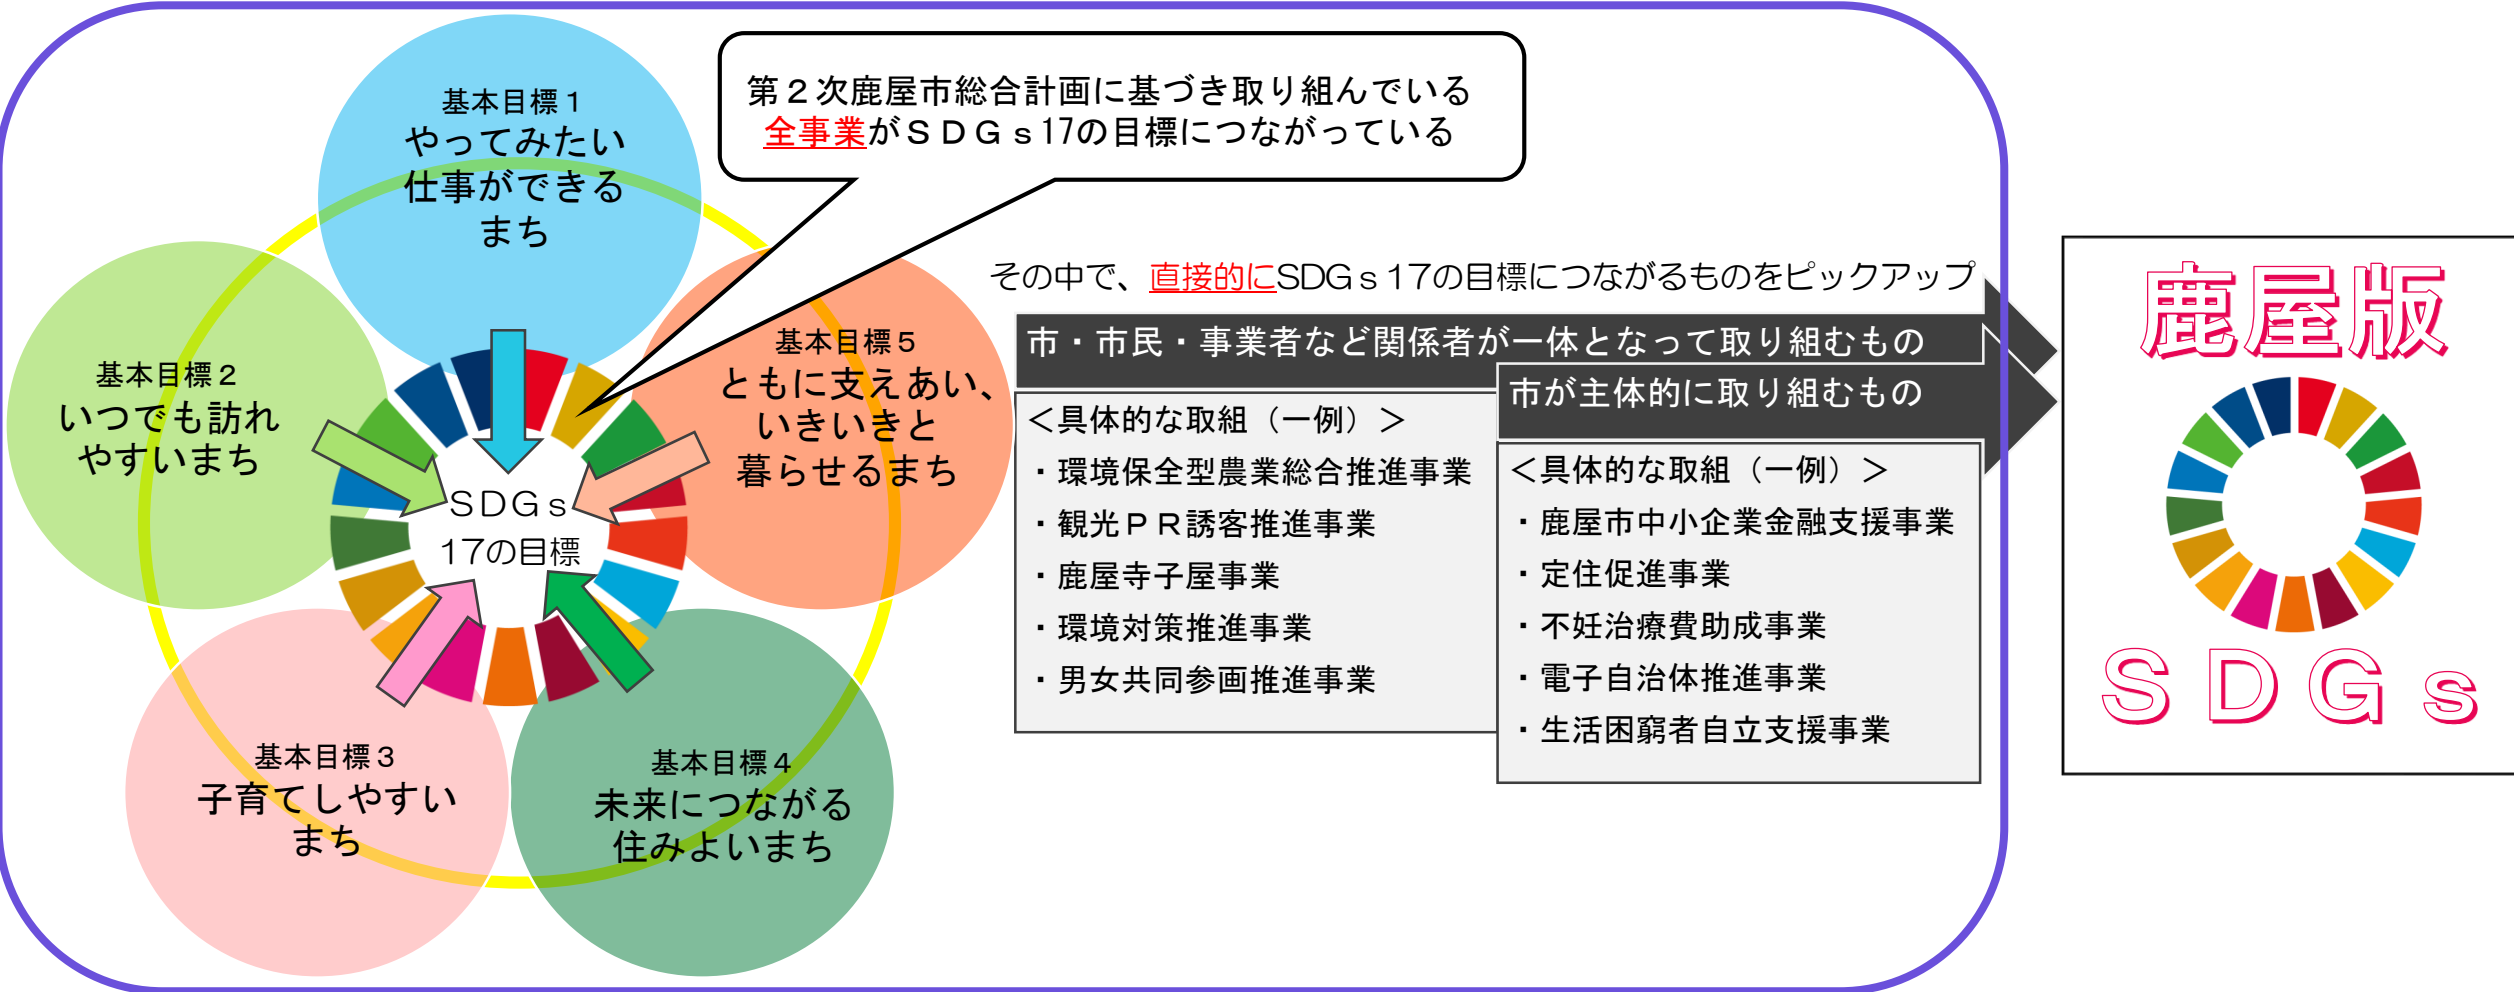 第２次鹿屋市総合計画に基づき取り組んでいる
全事業がＳＤＧｓ17の目標につながっている
基本目標１
やってみたい
仕事ができる
まち
基本目標２
いつでも訪れ
やすいまち
基本目標５
ともに支えあい、
いきいきと
暮らせるまち
ＳＤＧｓ
17の目標
基本目標３
子育てしやすい
まち
基本目標４
未来につながる
住みよいまち
その中で、直接的にSDGｓ17の目標につながるものをピックアップ
市・市民・事業者など関係者が一体となって取り組むもの
＜具体的な取組（一例）＞
・環境保全型農業総合推進事業
・観光ＰＲ誘客推進事業
・鹿屋寺子屋事業
・環境対策推進事業
・男女共同参画推進事業
市が主体的に取り組むもの
＜具体的な取組（一例）＞
・鹿屋市中小企業金融支援事業
・定住促進事業
・不妊治療費助成事業
・電子自治体推進事業
・生活困窮者自立支援事業
鹿屋版
ＳＤＧｓ